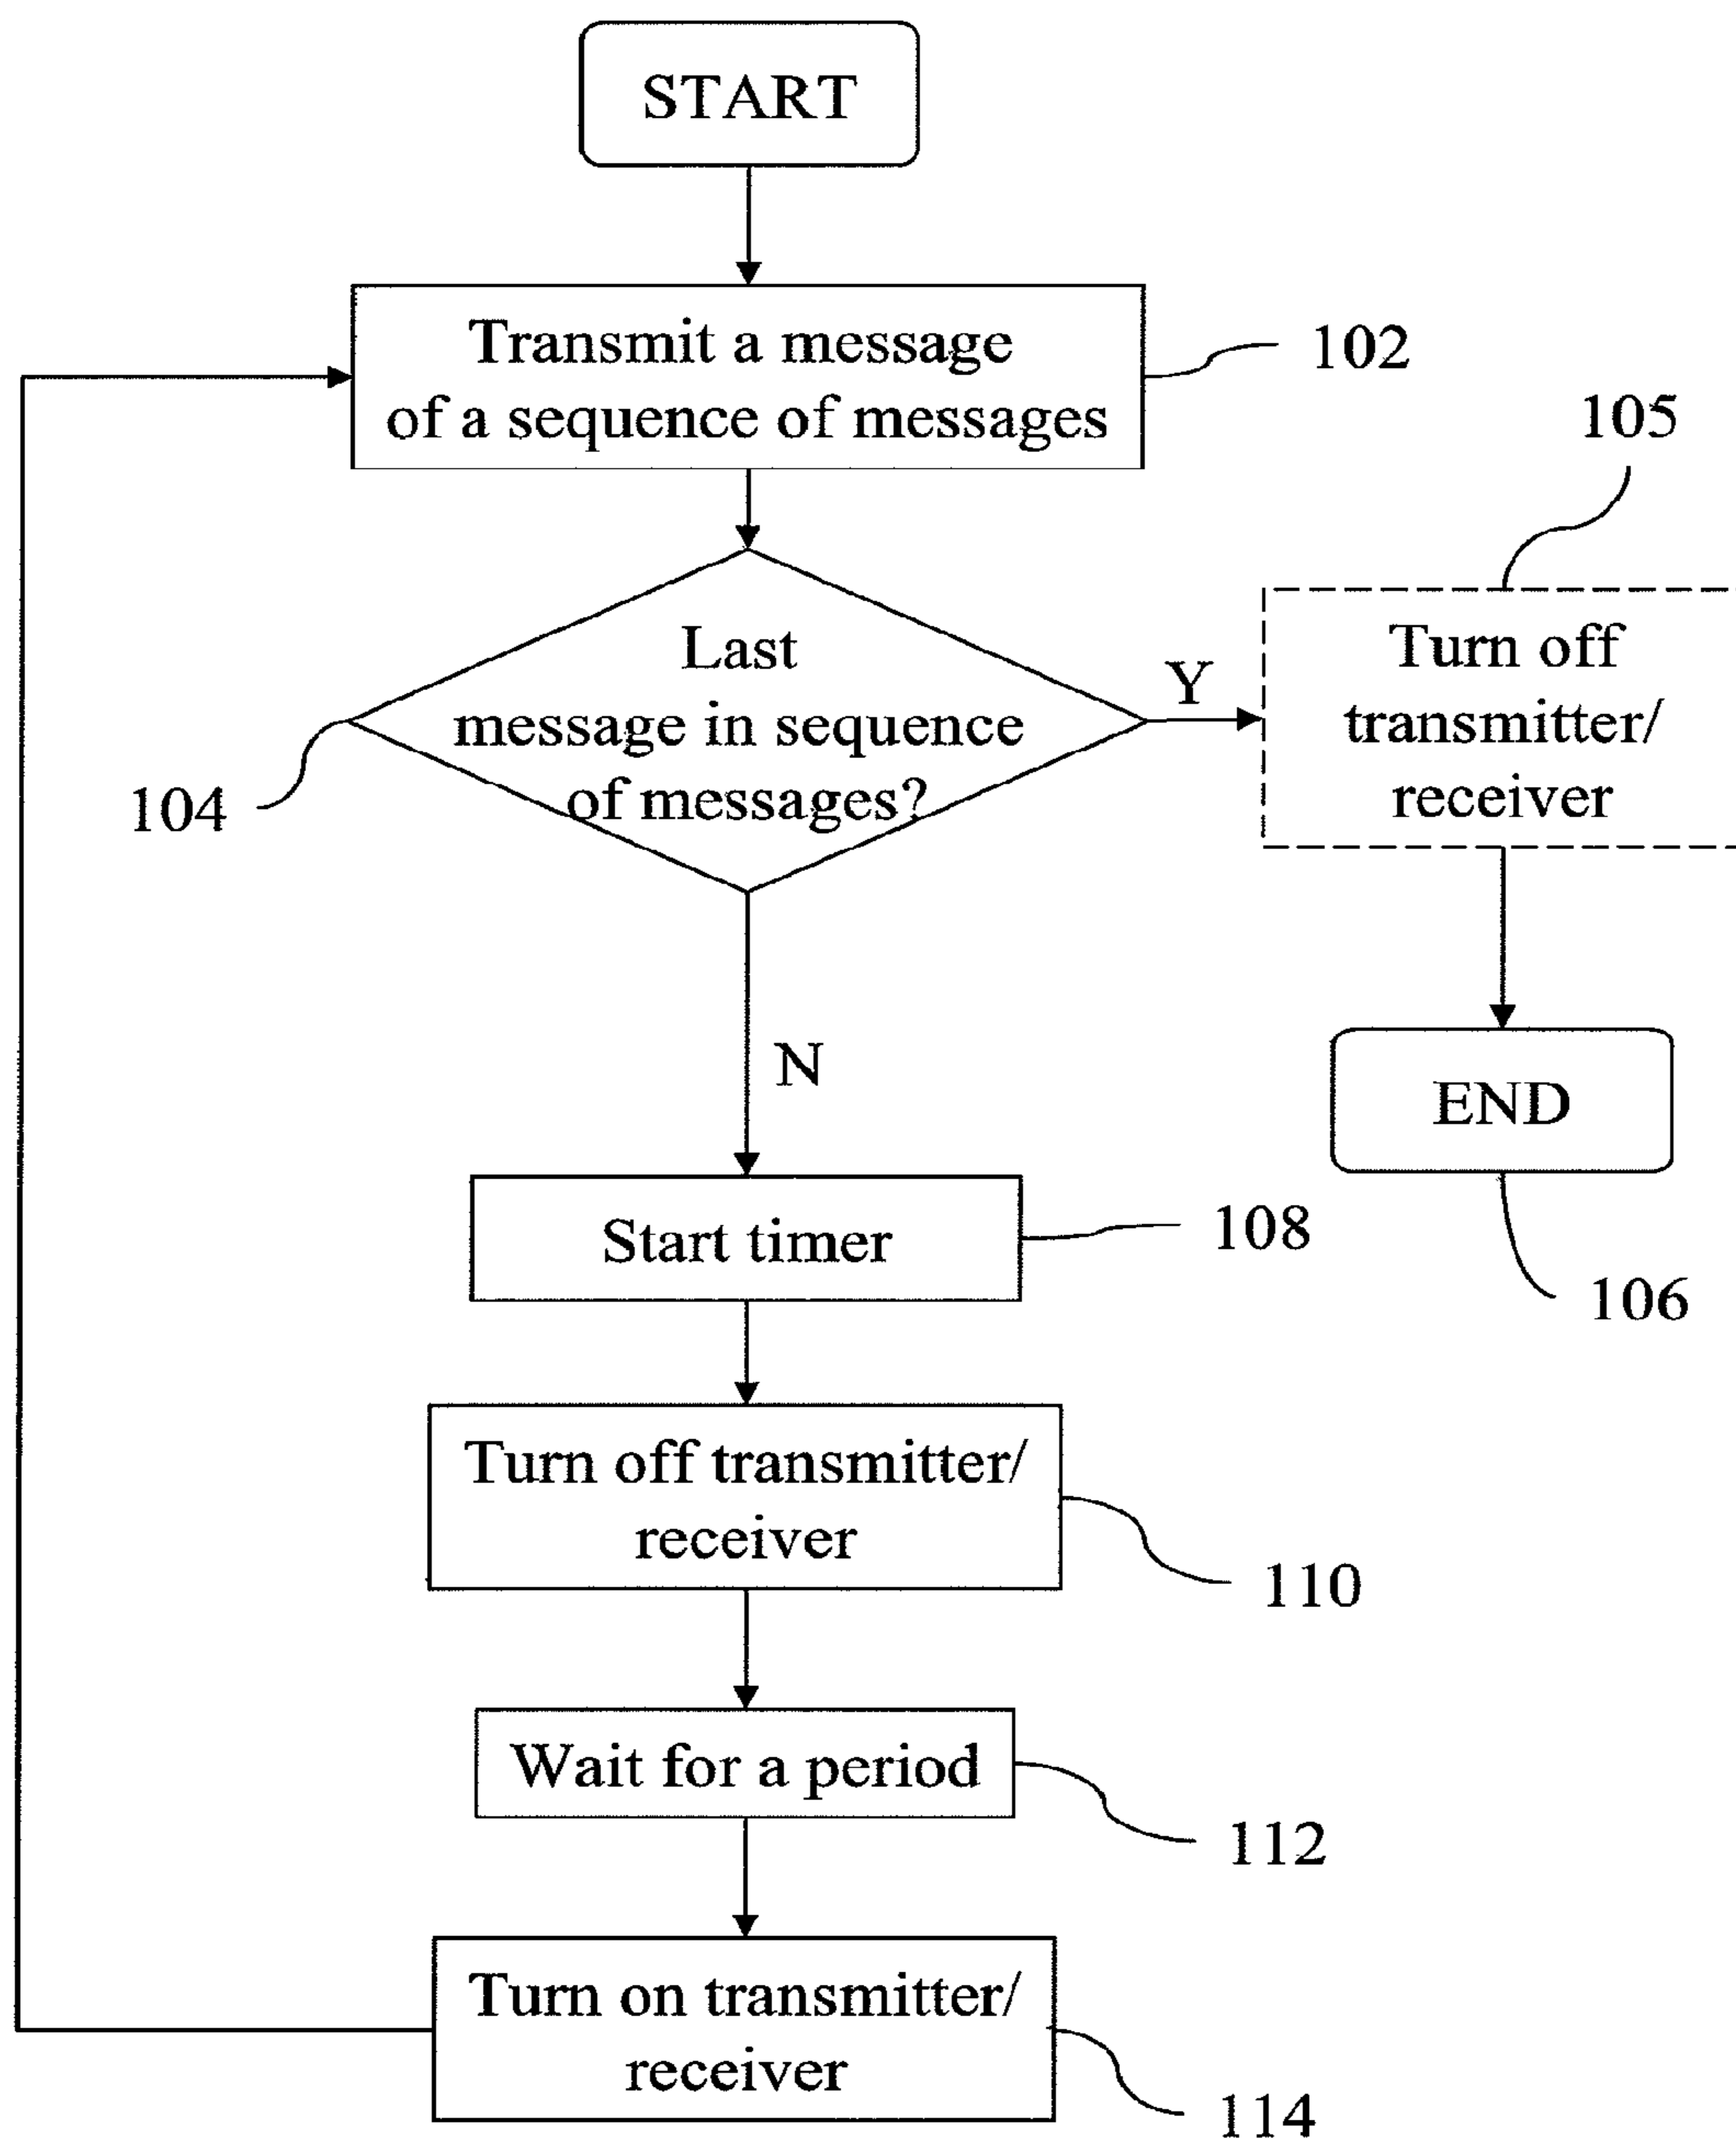 START
Transmit a message
of a sequence of messages
102
105
Last
message in sequence
of messages?
104
Y
Turn off
transmitter/
receiver
N
END
106
Start timer
108
Turn off transmitter/
receiver
110
Wait for a period
112
Turn on transmitter/
receiver
114